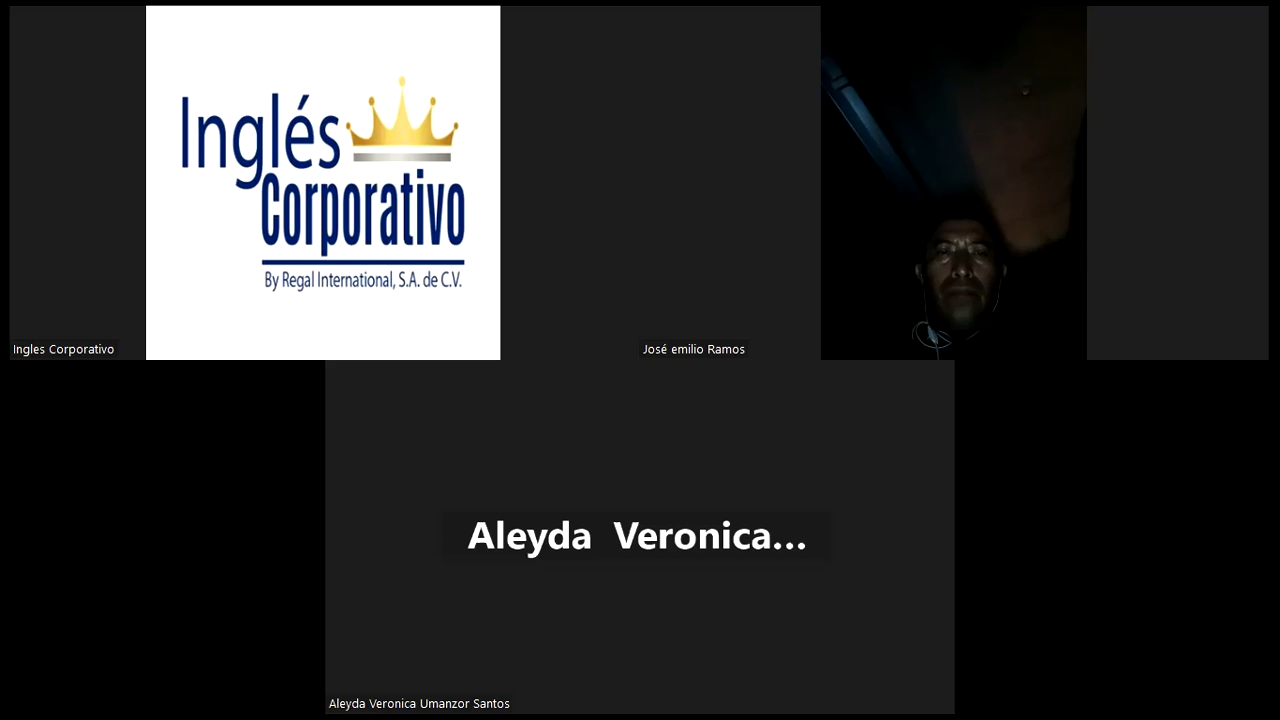 Inglés
Corporativo
By Regal International, S.A. de C.V.
Ingles Corporativo
José emilio Ramos
Aleyda Veronica...
Aleyda Veronica Umanzor Santos